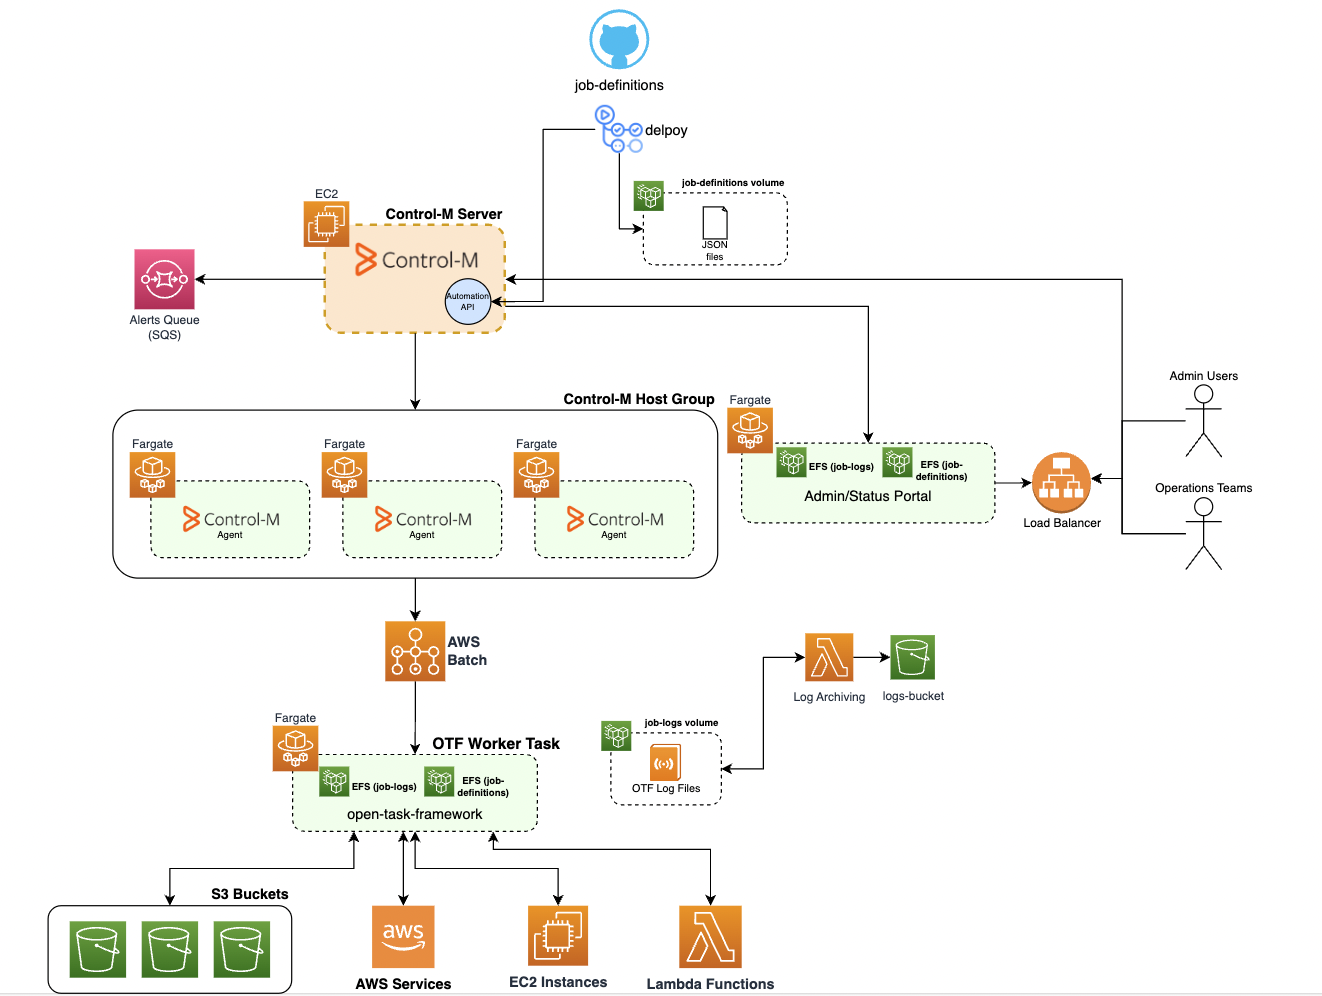 job-definitions
delpoy
job-definitions volume
JSON
files
EC2
Control-M Server
Control-M
Automation
API
Alerts Queue
(SQS)
Control-M Host Group
Fargate
Control-M
Agent
Fargate
Control-M
Agent
Fargate
Control-M
Agent
Fargate
EFS (job-logs)
EFS (job-
definitions)
Admin/Status Portal
Load Balancer
Admin Users
Operations Teams
AWS
Batch
Log Archiving
logs-bucket
job-logs volume
OTF Log Files
Fargate
OTF Worker Task
EFS (job-logs)
EFS (job-
definitions)
open-task-framework
S3 Buckets
aws
AWS Services
EC2 Instances
Lambda Functions